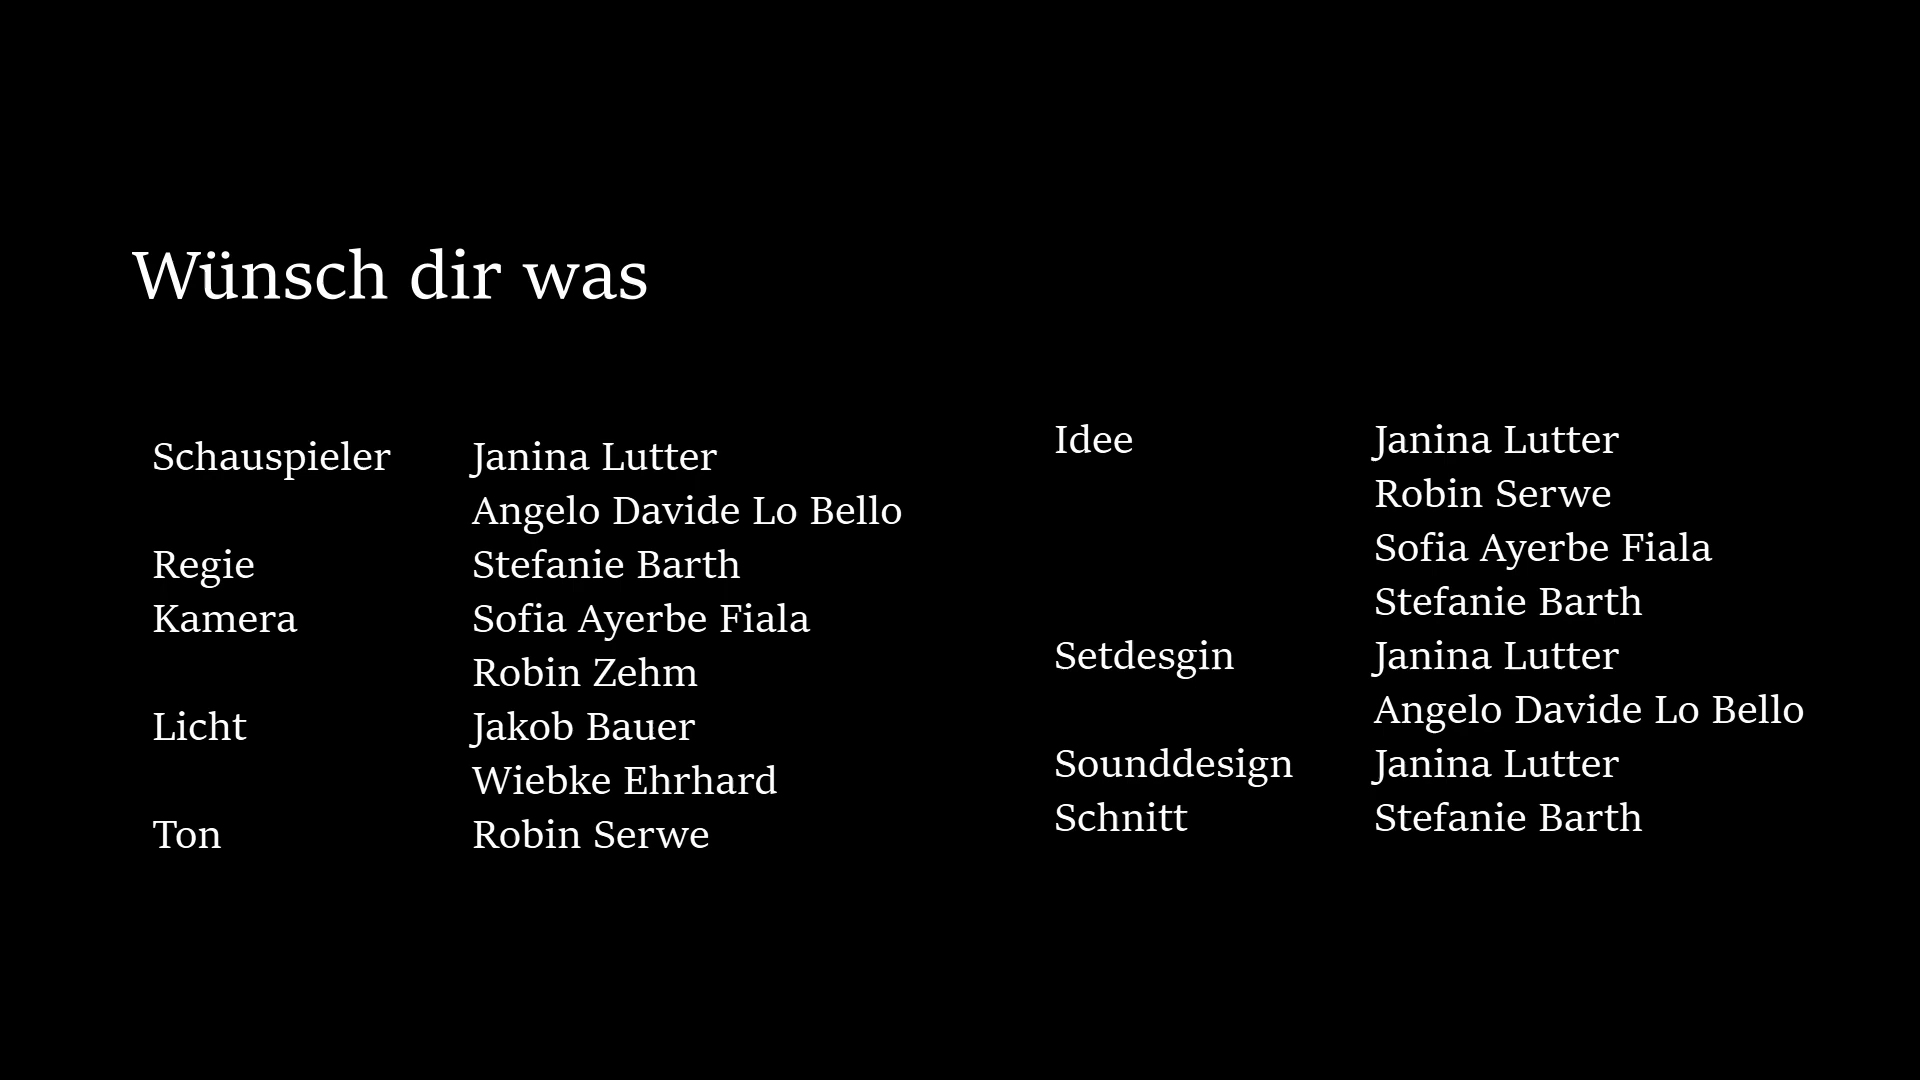 Wünsch dir was
Schauspieler Janina Lutter
Angelo Davide Lo Bello
Regie Stefanie Barth
Kamera Sofia Ayerbe Fiala
Robin Zehm
Licht Jakob Bauer
Wiebke Ehrhard
Ton Robin Serwe
Idee Janina Lutter
Robin Serwe
Sofia Ayerbe Fiala
Stefanie Barth
Setdesgin Janina Lutter
Angelo Davide Lo Bello
Sounddesign Janina Lutter
Schnitt Stefanie Barth